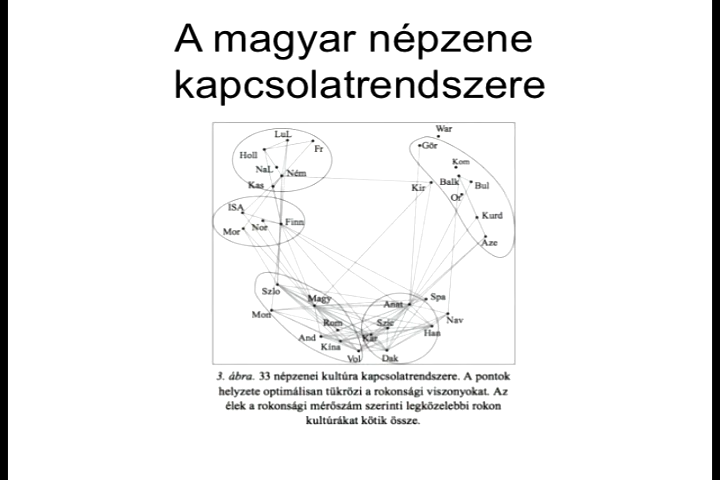 A magyar népzene
kapcsolatrendszere
LuL
Fr
Holl
NaL
Ném
Kas
War
Gör
Kom
Kir
Balk
Bul
Kurd
Aze
ISA
Mor
Nor
Finn
Szlo
Magy
Mon
Rom
And
Kína
Vol
Anat
Spa
Szic
Kár
Han
Nav
Dak
3. ábra. 33 népzenei kultúra kapcsolatrendszere. A pontok
helyzete optimálisan tükrözi a rokonsági viszonyokat. Az
élek a rokonsági mérőszám szerinti legközelebbi rokon
kultúrákat kötik össze.